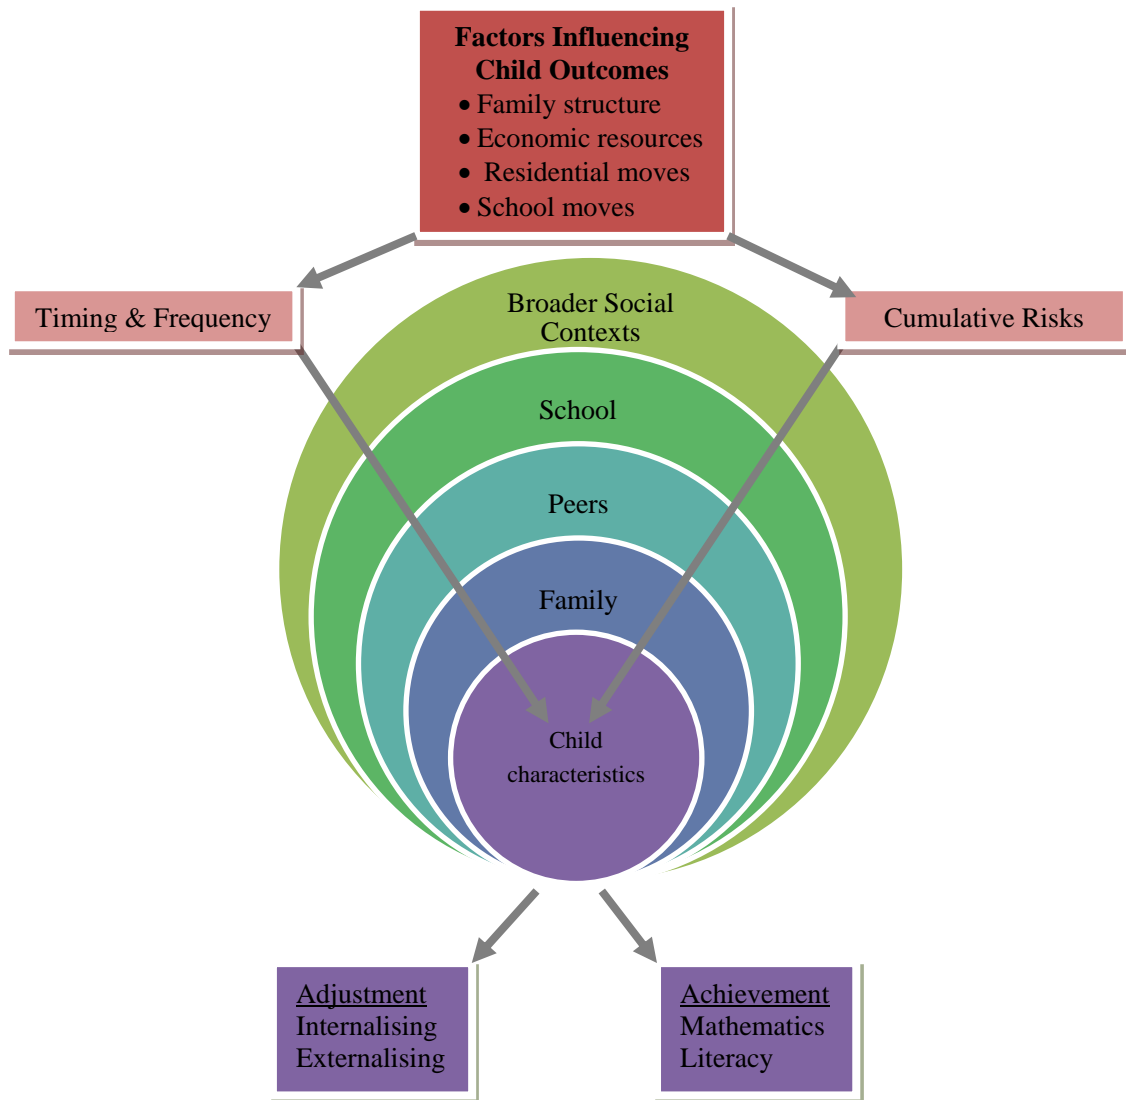 Factors Influencing
Child Outcomes
• Family structure
• Economic resources
• Residential moves
• School moves
Timing & Frequency
Cumulative Risks
Broader Social
Contexts
School
Peers
Family
Child
characteristics
Adjustment
Internalising
Externalising
Achievement
Mathematics
Literacy